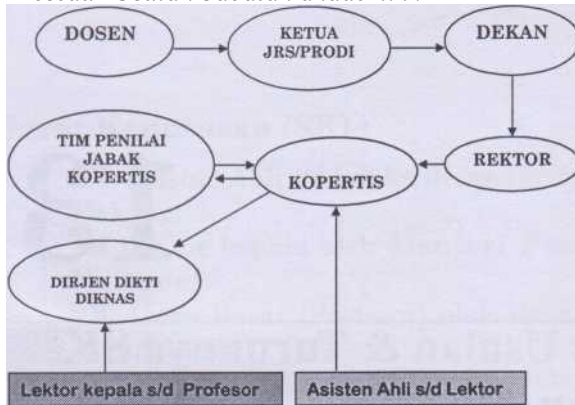 DOSEN
KETUA
JRS/PRODI
DEKAN
TIM PENILAI
JABAK
KOPERTIS
KOPERTIS
REKTOR
DIRJEN DIKTI
DIKNAS
Lektor kepala s/d Profesor
Asisten Ahli s/d Lektor